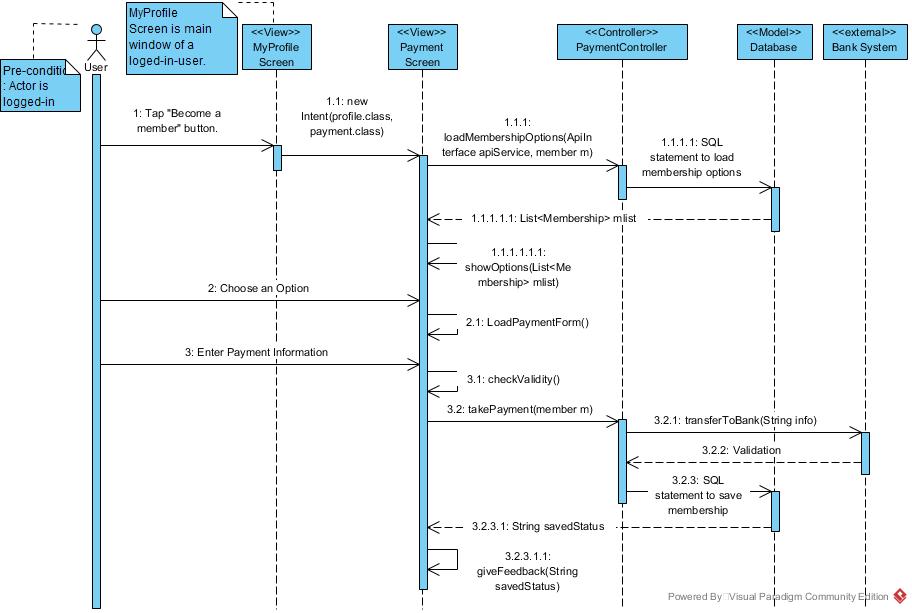 MyProfile
Screen is main
window of a
loged-in-user.
Pre-conditio
: Actor is
logged-in
User
<<View>>
MyProfile
Screen
<<View>>
Payment
Screen
<<Controller>>
PaymentController
<<Model>>
Database
<<external>>
Bank System
1: Tap "Become a
member" button.
1.1: new
Intent(profile.class,
payment.class)
1.1.1:
loadMembershipOptions(ApiIn
terface apiService, member m)
1.1.1.1: SQL
statement to load
membership options
1.1.1.1.1: List<Membership> mlist
1.1.1.1.1.1:
showOptions(List<Me
mbership> mlist)
2: Choose an Option
2.1: LoadPaymentForm()
3: Enter Payment Information
3.1: checkValidity()
3.2: takePayment(member m)
3.2.1: transferToBank(String info)
3.2.2: Validation
3.2.3: SQL
statement to save
membership
3.2.3.1: String savedStatus
3.2.3.1.1:
giveFeedback(String
savedStatus)
Powered By Visual Paradigm Community Edition